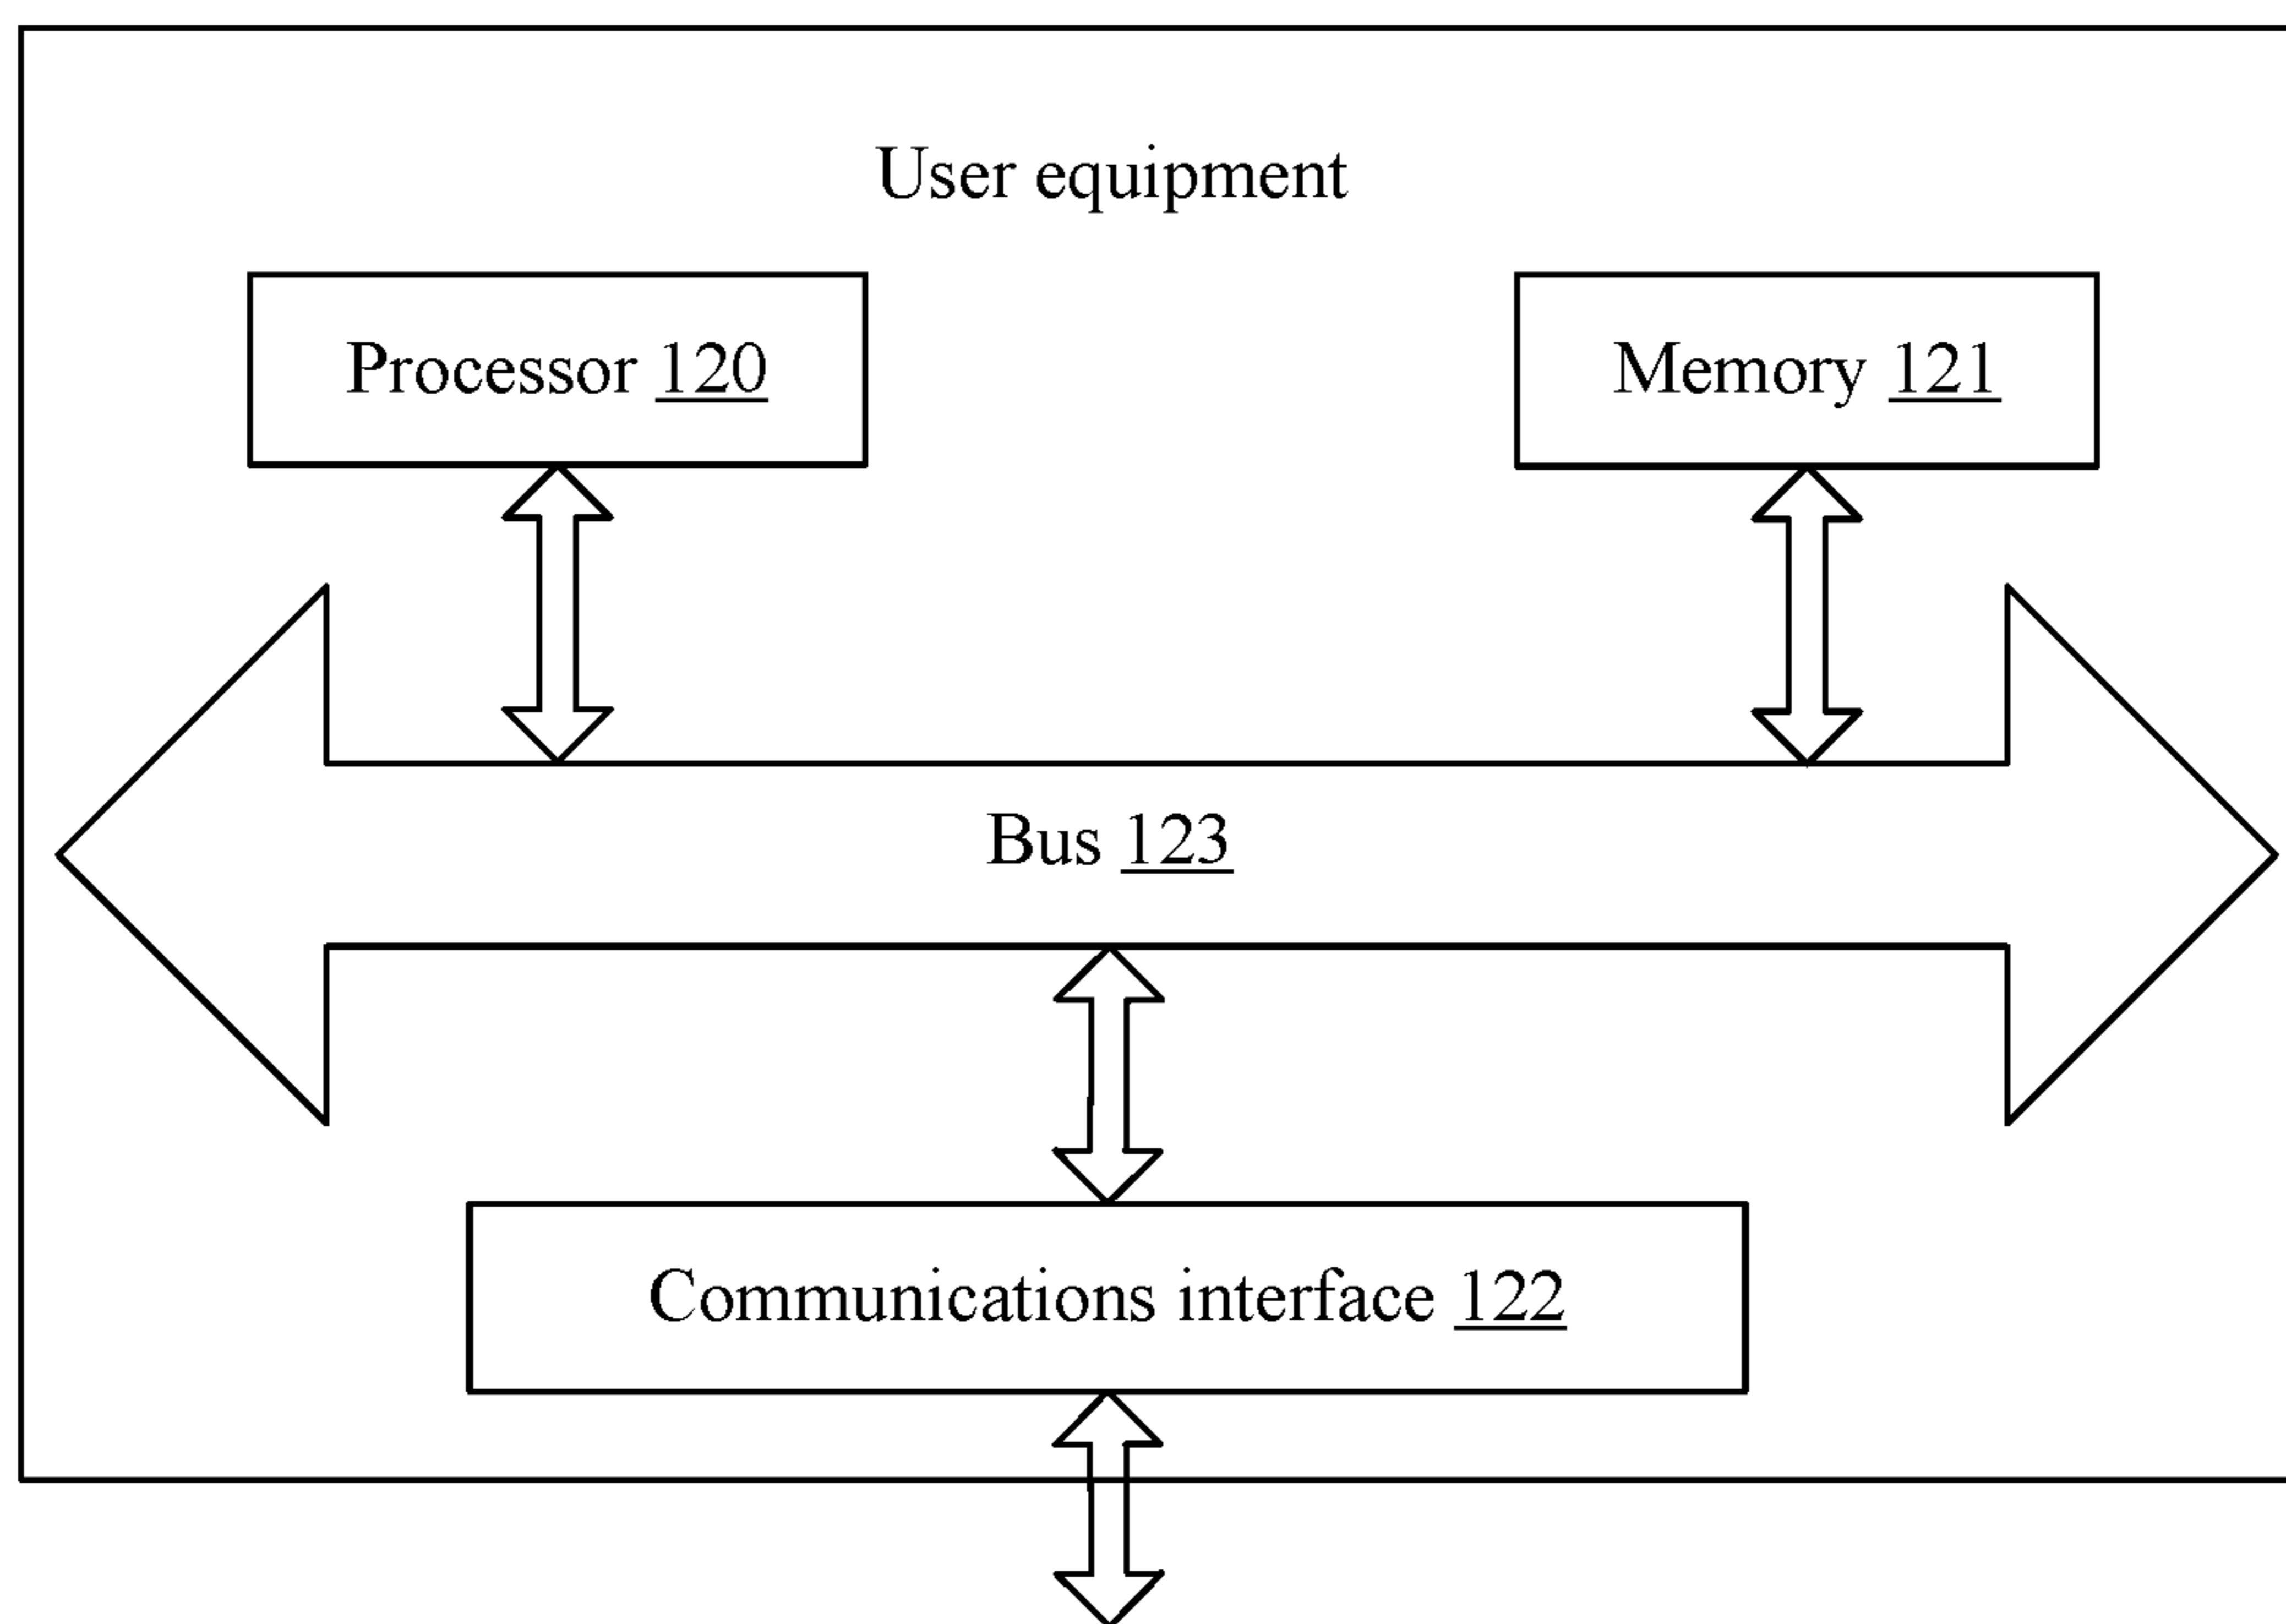 User equipment
Processor 120
Memory 121
Bus 123
Communications interface 122